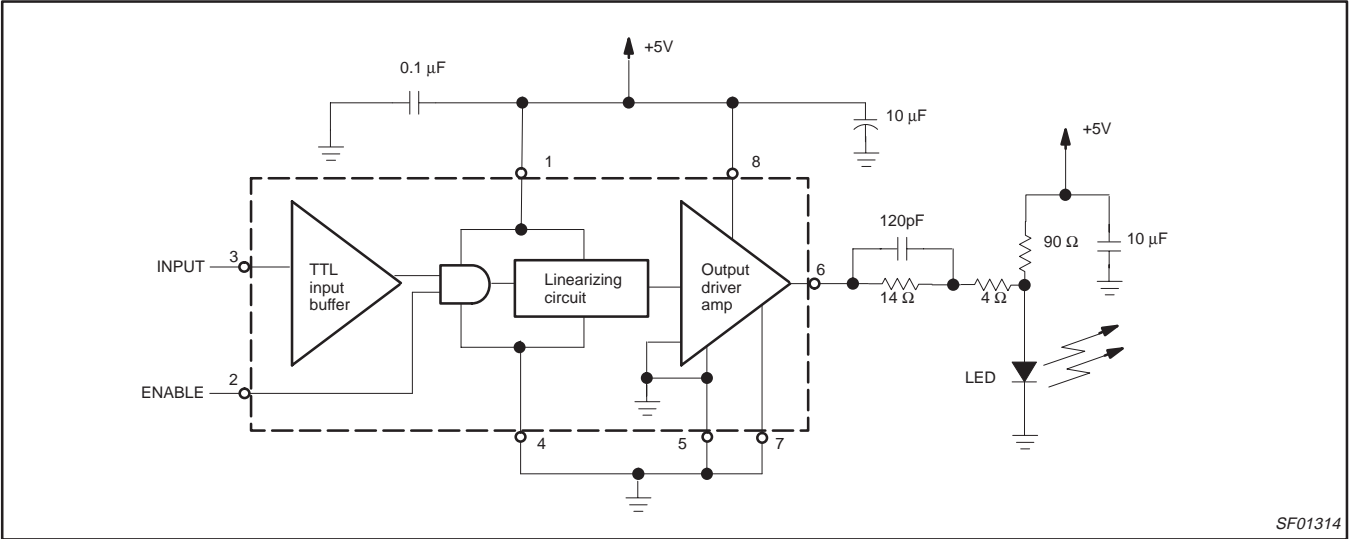 +5V
0.1 µF
10 µF
+5V
1
8
120pF
90 Ω
10 µF
INPUT
3
TTL
input
buffer
Linearizing
circuit
Output
driver
amp
6
14 Ω
4 Ω
ENABLE
2
LED
4
5
7
SF01314